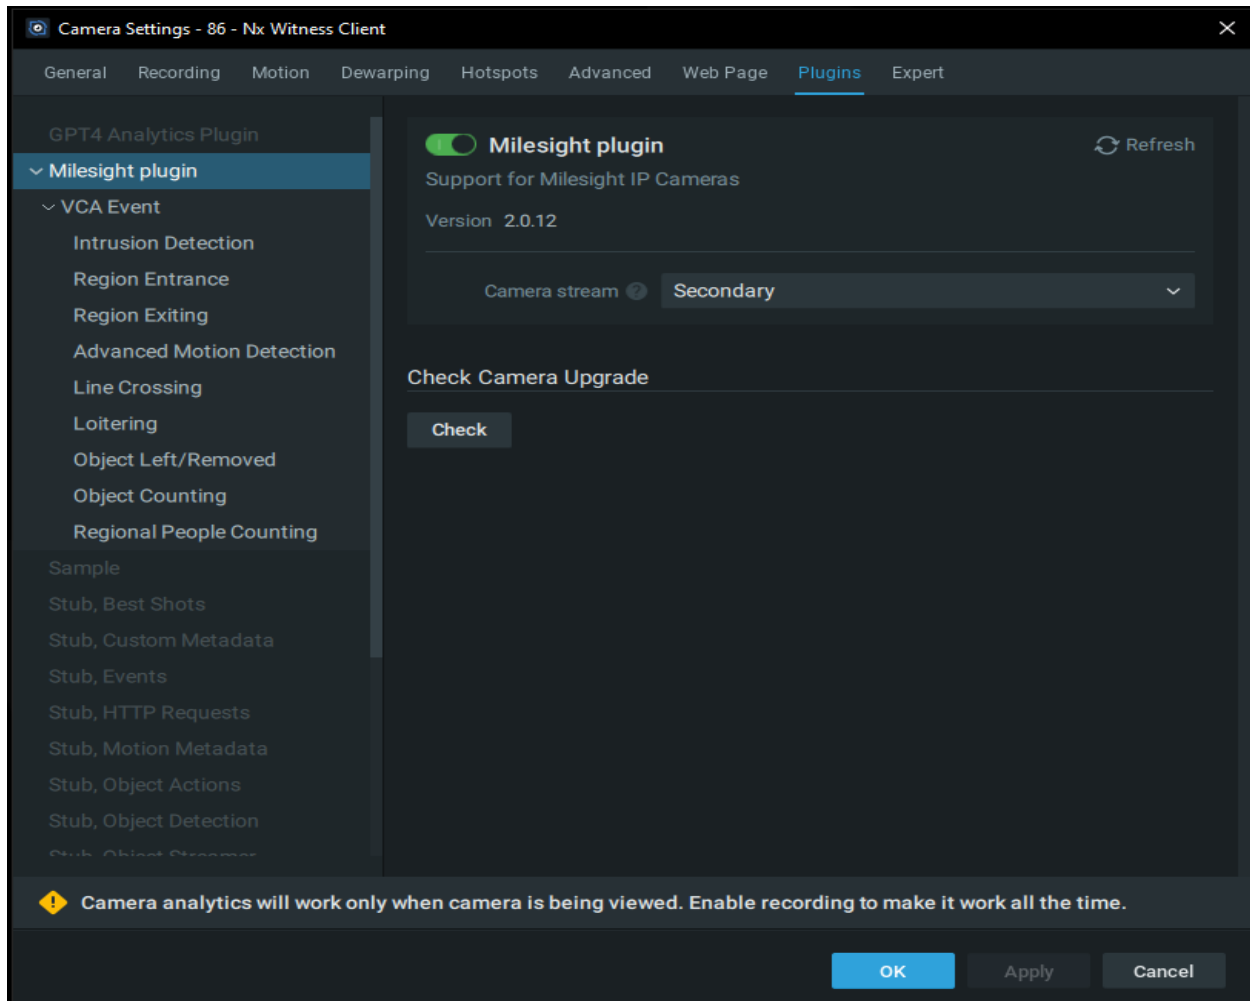 Camera Settings - 86 - Nx Witness Client
General Recording Motion Dewarping Hotspots Advanced Web Page Plugins Expert
GPT4 Analytics Plugin
Milesight plugin
VCA Event
Intrusion Detection
Region Entrance
Region Exiting
Advanced Motion Detection
Line Crossing
Loitering
Object Left/Removed
Object Counting
Regional People Counting
Sample
Stub, Best Shots
Stub, Custom Metadata
Stub, Events
Stub, HTTP Requests
Stub, Motion Metadata
Stub, Object Actions
Stub, Object Detection
Stub, Object Streamer
Milesight plugin
Refresh
Support for Milesight IP Cameras
Version 2.0.12
Camera stream ? Secondary
Check Camera Upgrade
Check
Camera analytics will work only when camera is being viewed. Enable recording to make it work all the time.
OK Apply Cancel